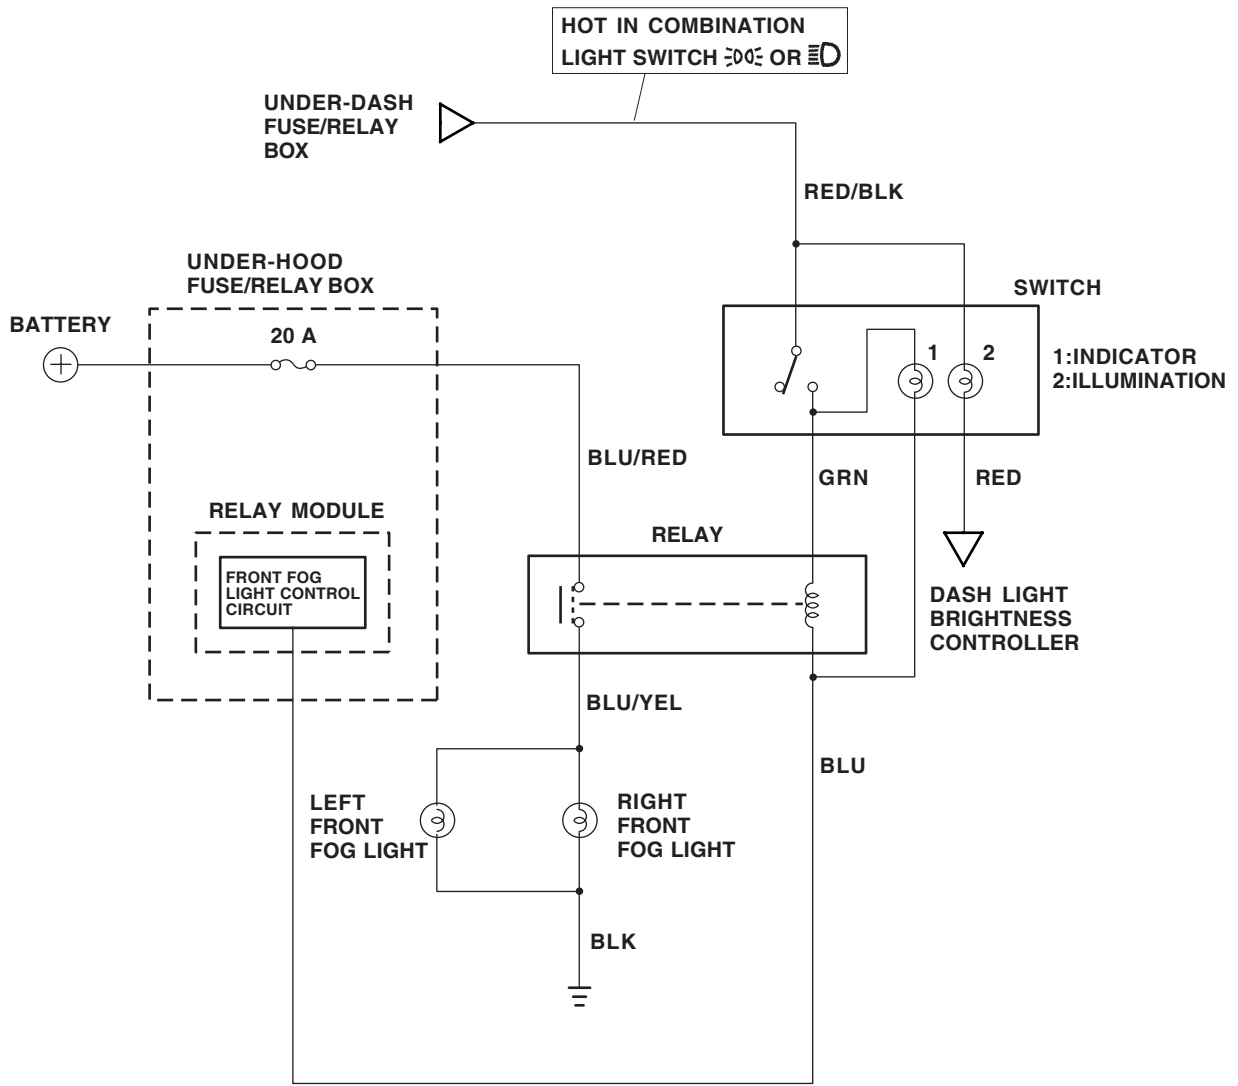 HOT IN COMBINATION
LIGHT SWITCH OR
UNDER-DASH
FUSE/RELAY
BOX
RED/BLK
UNDER-HOOD
FUSE/RELAY BOX
SWITCH
BATTERY
20 A
1
2
1:INDICATOR
2:ILLUMINATION
BLU/RED
GRN
RED
RELAY MODULE
RELAY
FRONT FOG
LIGHT CONTROL
CIRCUIT
DASH LIGHT
BRIGHTNESS
CONTROLLER
BLU/YEL
BLU
LEFT
FRONT
FOG LIGHT
RIGHT
FRONT
FOG LIGHT
BLK